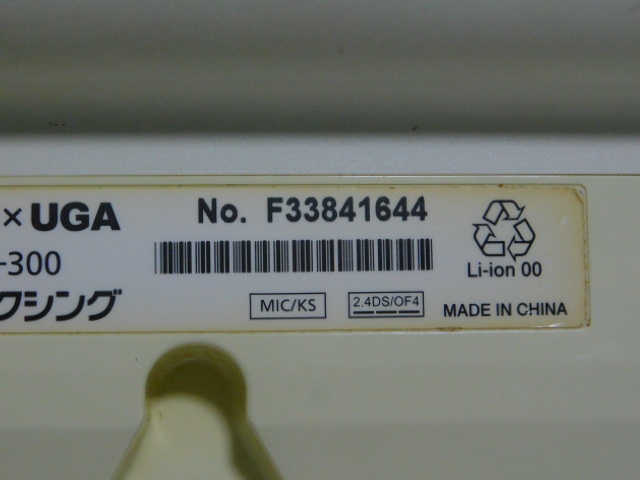 × UGA No. F33841644
-300
クシング
MIC/KS 2.4DS/OF4
Li-ion 00
MADE IN CHINA